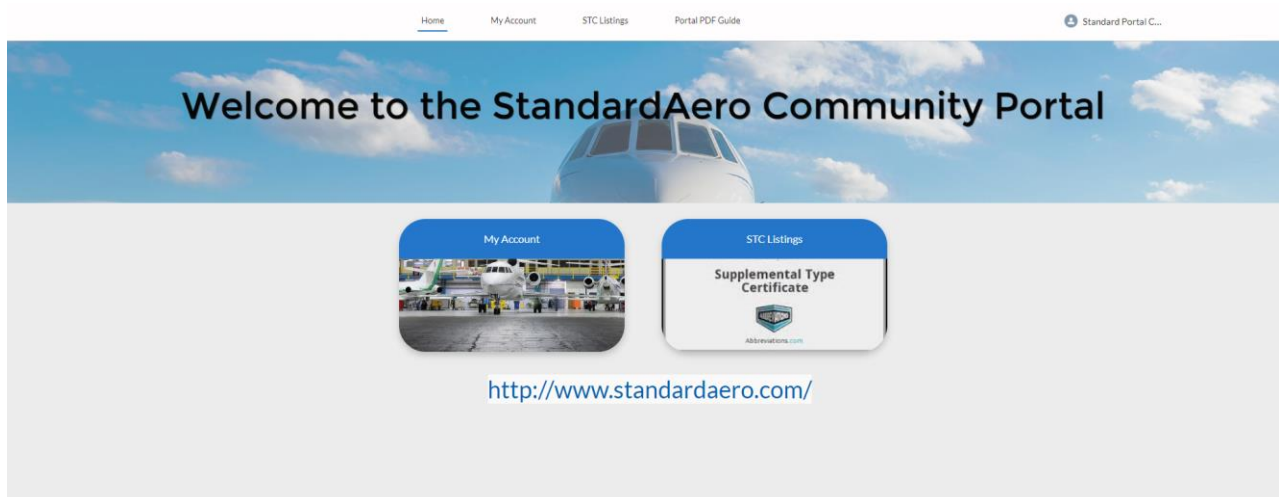 Home My Account STC Listings Portal PDF Guide Standard Portal C...
Welcome to the StandardAero Community Portal
My Account
STC Listings
Supplemental Type
Certificate
Abbreviations.com
http://www.standardaero.com/